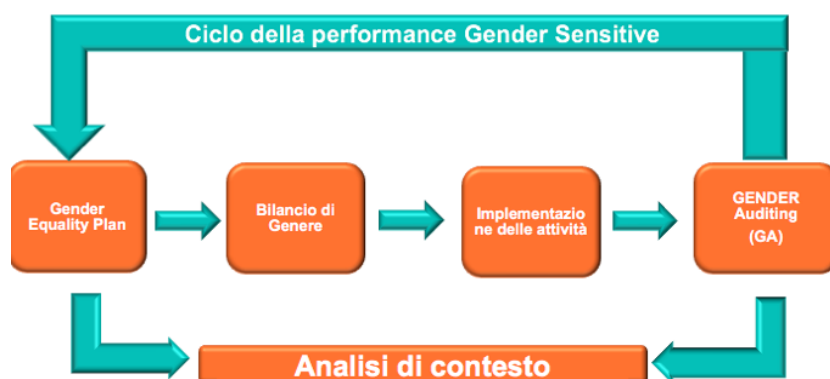 Ciclo della performance Gender Sensitive
Gender
Equality Plan
Bilancio di
Genere
Implementazio
ne delle attività
GENDER
Auditing
(GA)
Analisi di contesto